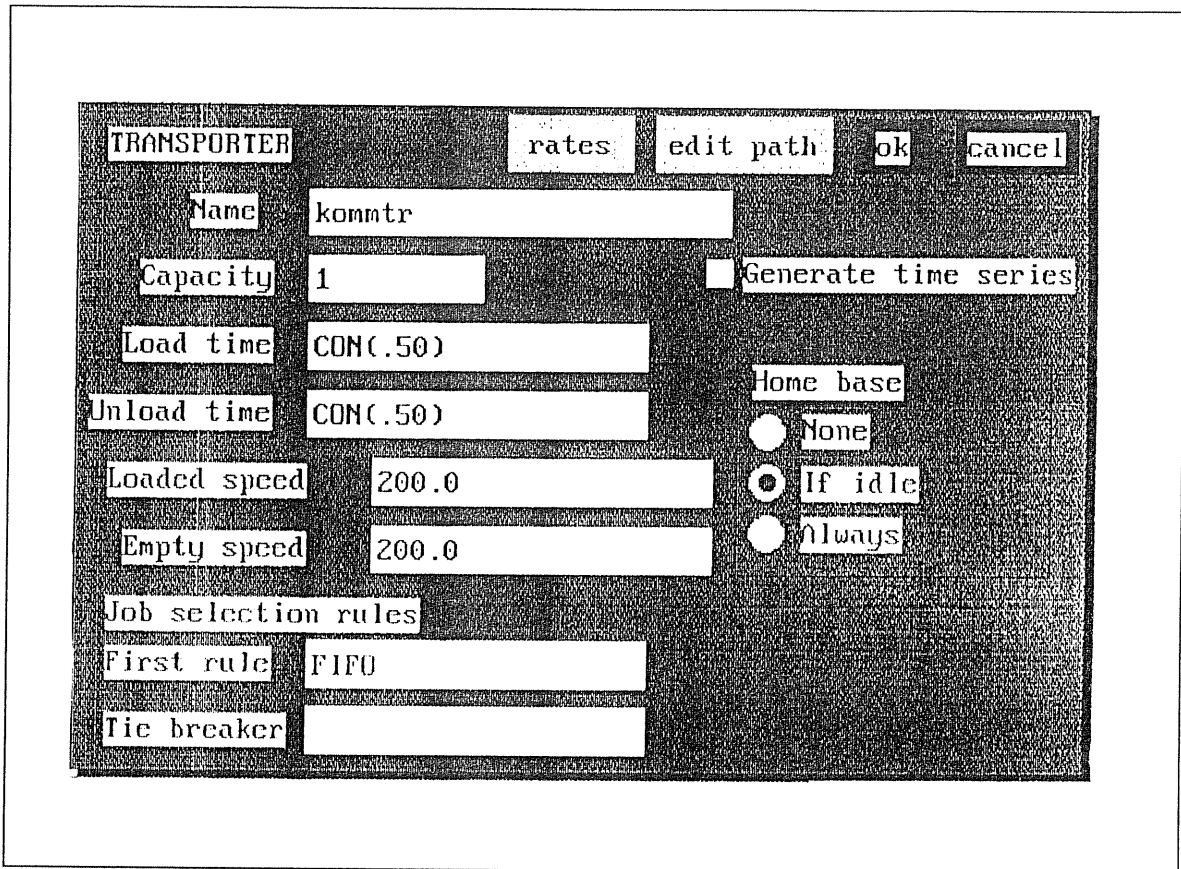 TRANSPORTER rates edit path ok cancel
Name kommtr
Capacity 1 Generate time series
Load time CON(.50)
Home base
Unload time CON(.50)
None
Loaded speed 200.0 If idle
Empty speed 200.0 Always
Job selection rules
First rule FIFO
Tie breaker